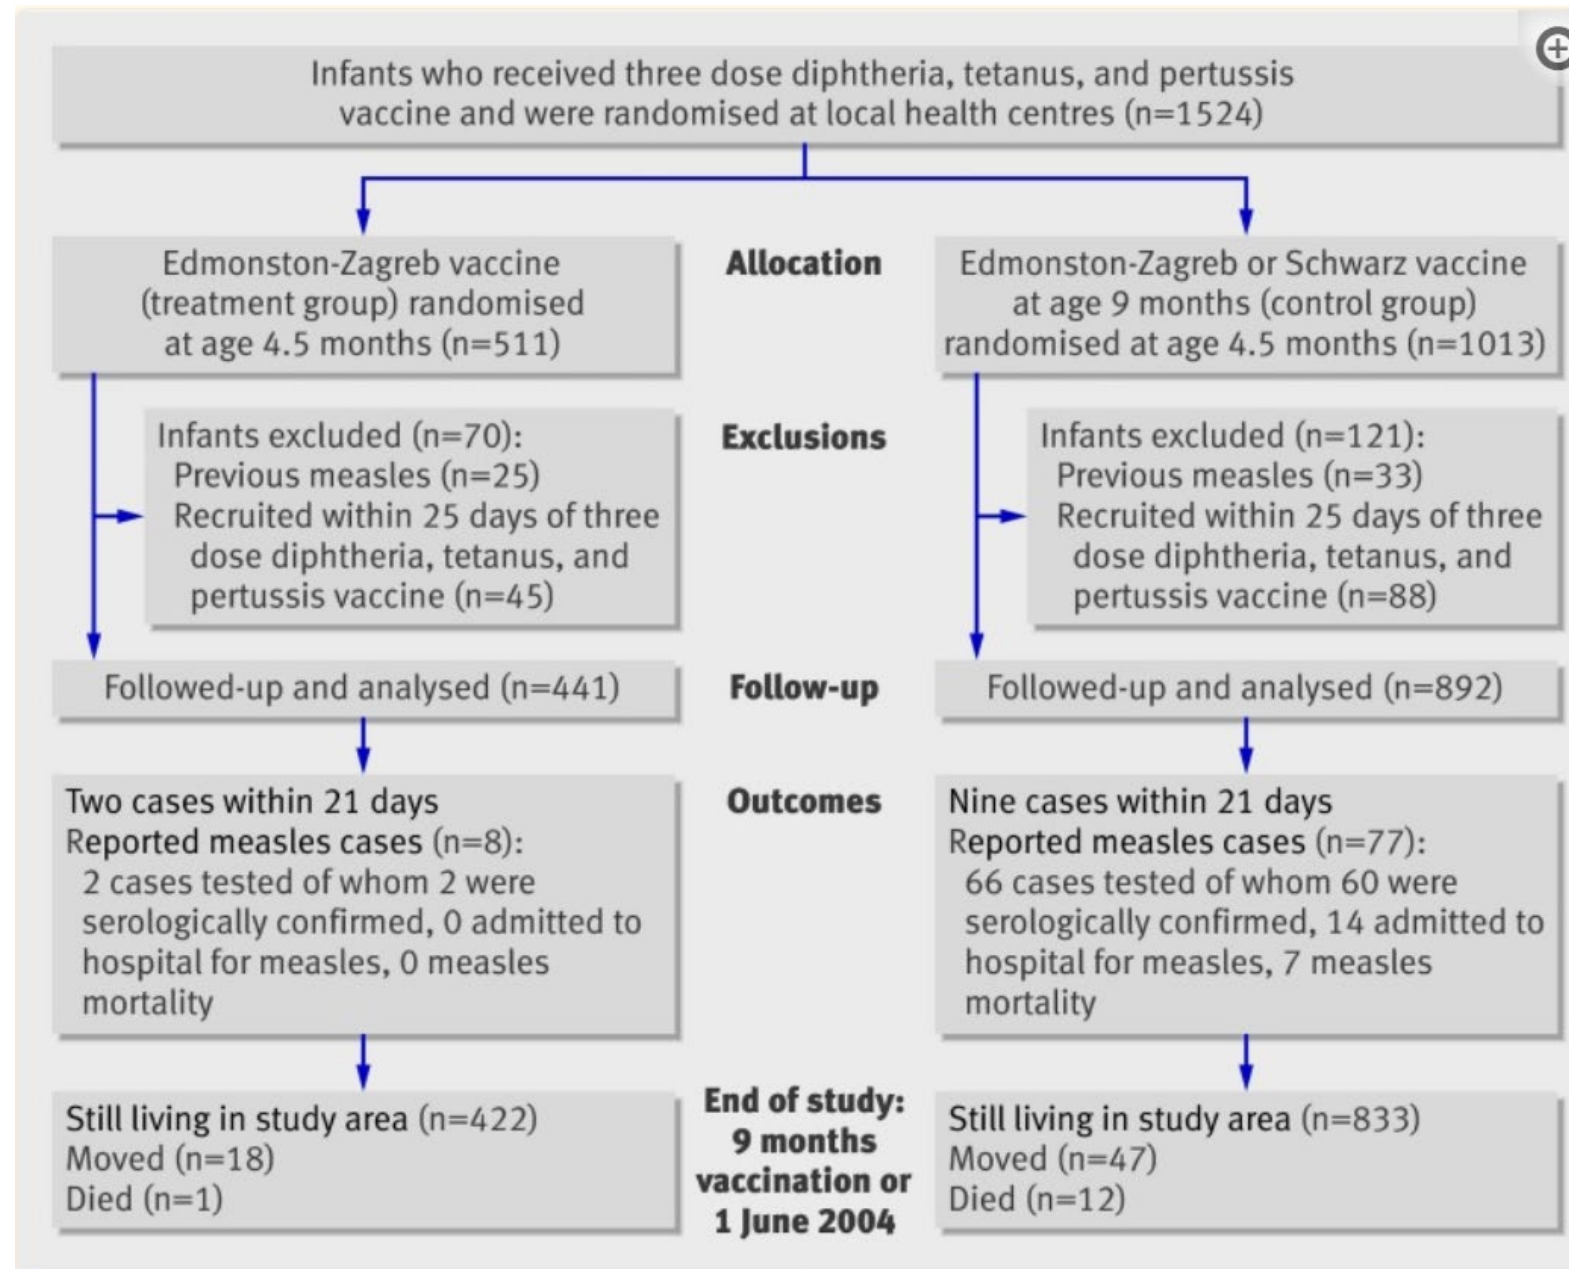 Infants who received three dose diphtheria, tetanus, and pertussis
vaccine and were randomised at local health centres (n=1524)
Edmonston-Zagreb vaccine
(treatment group) randomised
at age 4.5 months (n=511)
Allocation
Edmonston-Zagreb or Schwarz vaccine
at age 9 months (control group)
randomised at age 4.5 months (n=1013)
Infants excluded (n=70):
Previous measles (n=25)
Recruited within 25 days of three
dose diphtheria, tetanus, and
pertussis vaccine (n=45)
Exclusions
Infants excluded (n=121):
Previous measles (n=33)
Recruited within 25 days of three
dose diphtheria, tetanus, and
pertussis vaccine (n=88)
Followed-up and analysed (n=441)
Follow-up
Followed-up and analysed (n=892)
Two cases within 21 days
Reported measles cases (n=8):
2 cases tested of whom 2 were
serologically confirmed, 0 admitted to
hospital for measles, 0 measles
mortality
Outcomes
Nine cases within 21 days
Reported measles cases (n=77):
66 cases tested of whom 60 were
serologically confirmed, 14 admitted to
hospital for measles, 7 measles
mortality
Still living in study area (n=422)
Moved (n=18)
Died (n=1)
End of study:
9 months
vaccination or
1 June 2004
Still living in study area (n=833)
Moved (n=47)
Died (n=12)